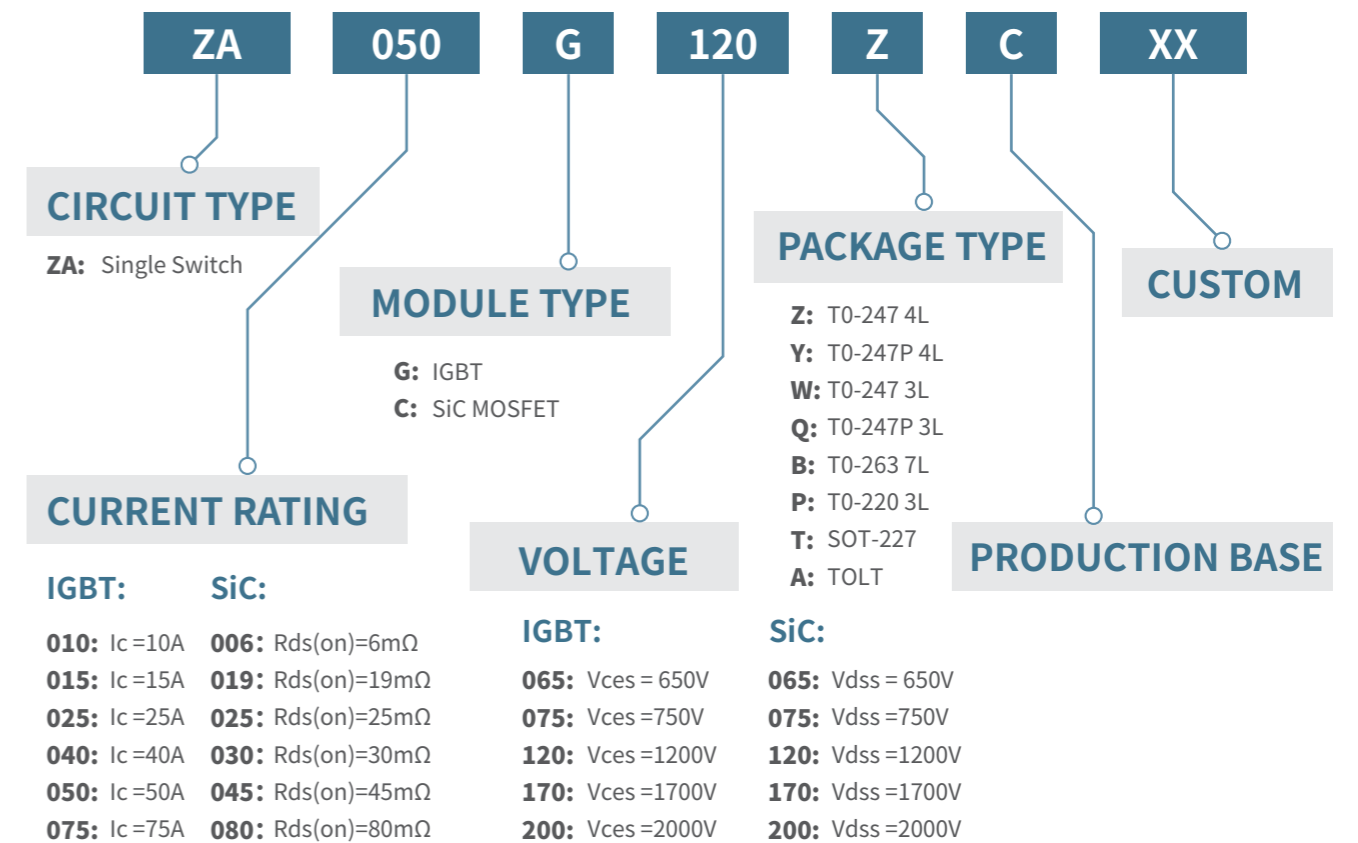 ZA 050 G 120 Z C XX
CIRCUIT TYPE
ZA: Single Switch
MODULE TYPE
G: IGBT
C: SiC MOSFET
PACKAGE TYPE
Z: T0-247 4L
Y: T0-247P 4L
W: T0-247 3L
Q: T0-247P 3L
B: T0-263 7L
P: T0-220 3L
T: SOT-227
A: TOLT
CUSTOM
CURRENT RATING
IGBT:
010: Ic =10A
015: Ic =15A
025: Ic =25A
040: Ic =40A
050: Ic =50A
075: Ic =75A
SiC:
006: Rds(on)=6mΩ
019: Rds(on)=19mΩ
025: Rds(on)=25mΩ
030: Rds(on)=30mΩ
045: Rds(on)=45mΩ
080: Rds(on)=80mΩ
VOLTAGE
IGBT:
065: Vces = 650V
075: Vces =750V
120: Vces =1200V
170: Vces =1700V
200: Vces =2000V
SiC:
065: Vdss = 650V
075: Vdss =750V
120: Vdss =1200V
170: Vdss =1700V
200: Vdss =2000V
PRODUCTION BASE